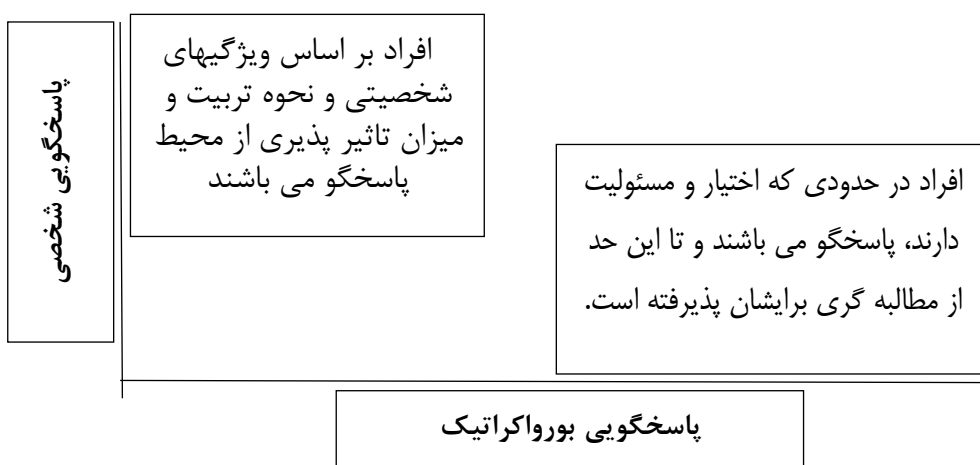 پاسخگویی شخصی
افراد بر اساس ویژگیهای
شخصیتی و نحوه تربیت و
میزان تاثیر پذیری از محیط
پاسخگو می باشند
افراد در حدودی که اختیار و مسئولیت
دارند، پاسخگو می باشند و تا این حد
از مطالبه گری برایشان پذیرفته است.
پاسخگویی بورواکراتیک